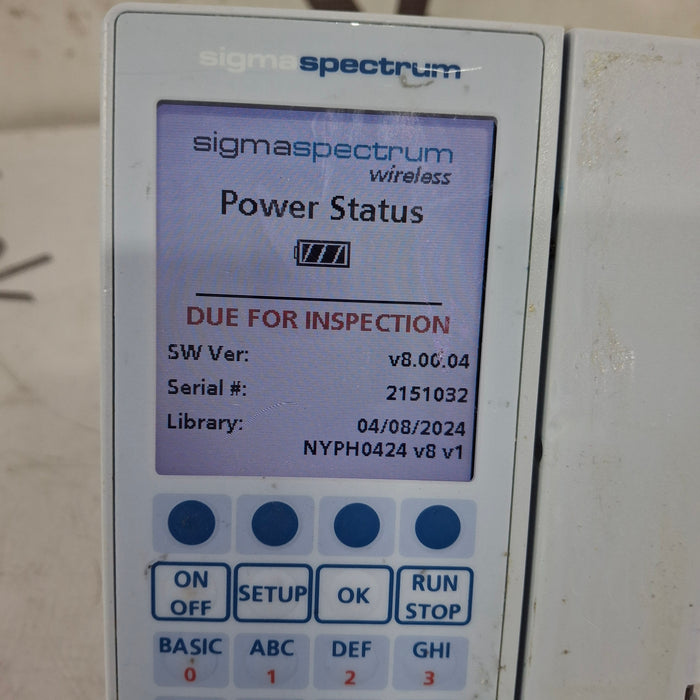 sigmaspectrum
sigmaspectrum
wireless
Power Status
DUE FOR INSPECTION
SW Ver: v8.00.04
Serial #: 2151032
Library: 04/08/2024
NYPH0424 v8 v1
ON OFF SETUP OK RUN STOP
BASIC ABC DEF GHI
0 1 2 3